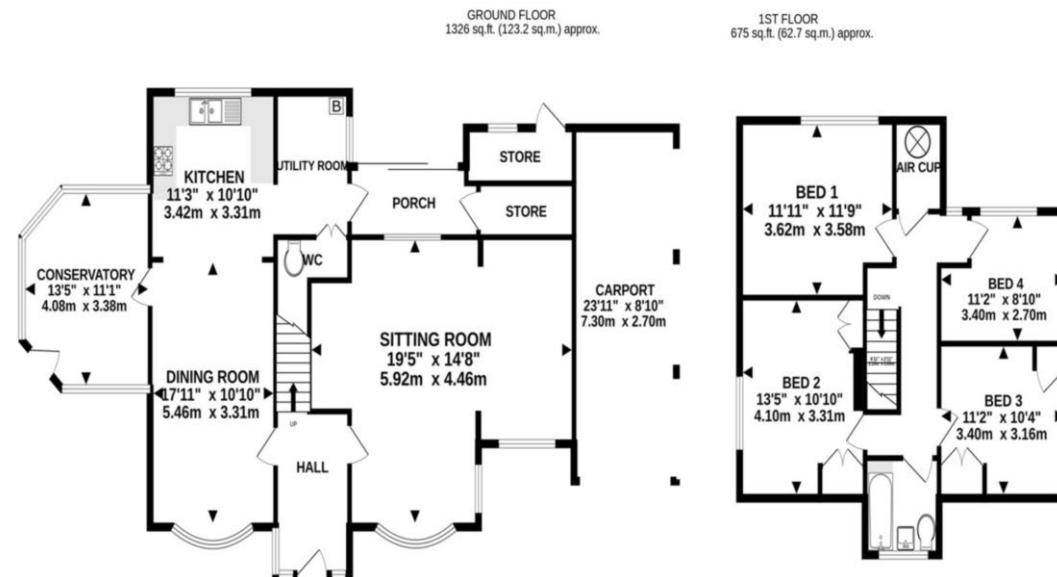 GROUND FLOOR
1326 sq.ft. (123.2 sq.m.) approx.
B
KITCHEN
11'3" x 10'10"
3.42m x 3.31m
UTILITY ROOM
STORE
PORCH
STORE
WC
CONSERVATORY
13'5" x 11'1"
4.08m x 3.38m
CARPORT
23'11" x 8'10"
7.30m x 2.70m
SITTING ROOM
19'5" x 14'8"
5.92m x 4.46m
DINING ROOM
17'11" x 10'10"
5.46m x 3.31m
UP
HALL
1ST FLOOR
675 sq.ft. (62.7 sq.m.) approx.
AIR CUP
BED 1
11'11" x 11'9"
3.62m x 3.58m
BED 4
11'2" x 8'10"
3.40m x 2.70m
DOWN
BED 2
13'5" x 10'10"
4.10m x 3.31m
BED 3
11'2" x 10'4"
3.40m x 3.16m